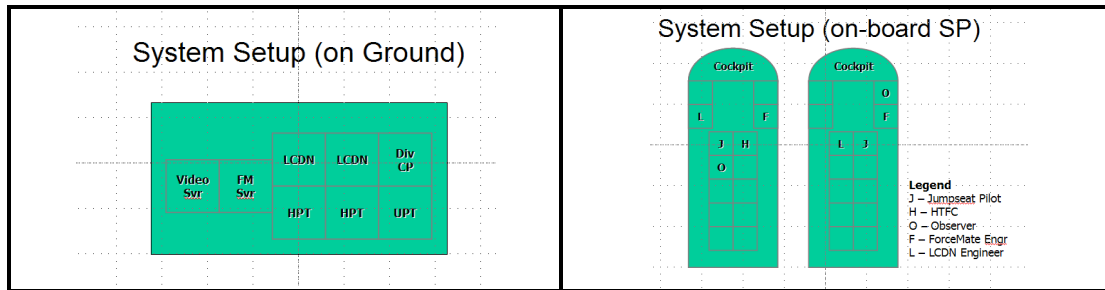 System Setup (on Ground)
LCDN LCDN Div CP
Video Svr FM Svr
HPT HPT UPT
System Setup (on-board SP)
Cockpit
L F
J H
O
Cockpit
O
F
L J
Legend
J – Jumpseat Pilot
H – HTFC
O – Observer
F – ForceMate Engr
L – LCDN Engineer